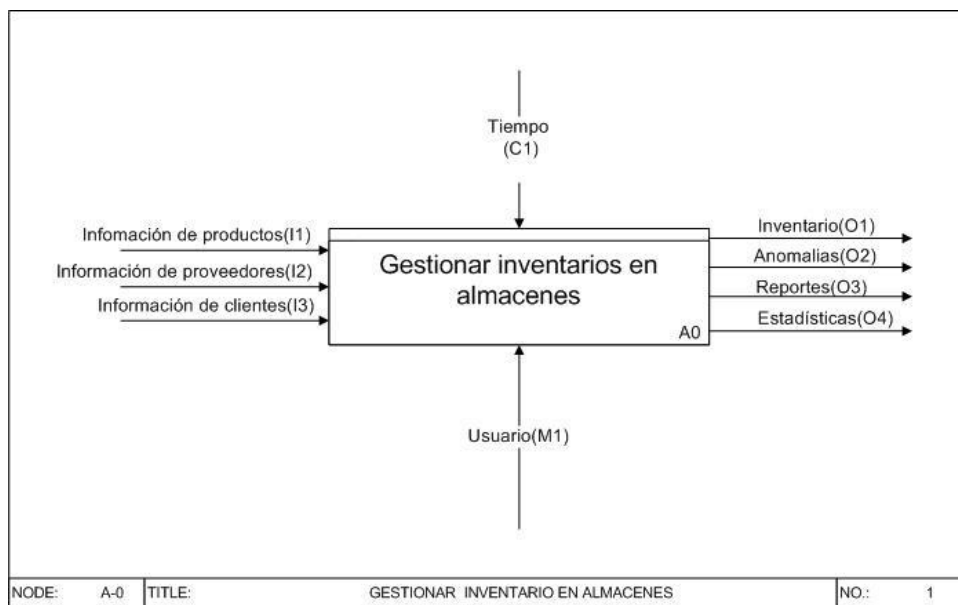 Tiempo
(C1)
Infomación de productos(I1)
Información de proveedores(I2)
Información de clientes(I3)
Gestionar inventarios en
almacenes
A0
Inventario(O1)
Anomalias(O2)
Reportes(O3)
Estadísticas(O4)
Usuario(M1)
NODE: A-0 TITLE: GESTIONAR INVENTARIO EN ALMACENES NO.: 1